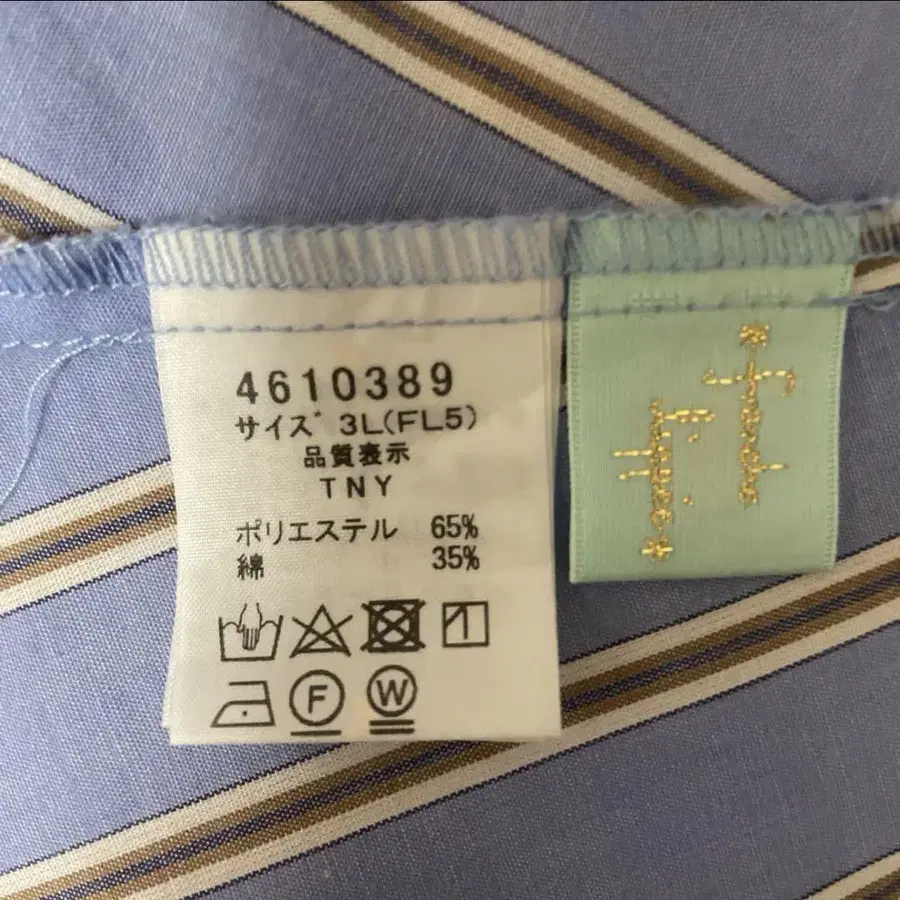 4610389
サイズ 3L(FL5)
品質表示
TNY
ポリエステル 65%
綿 35%
F W